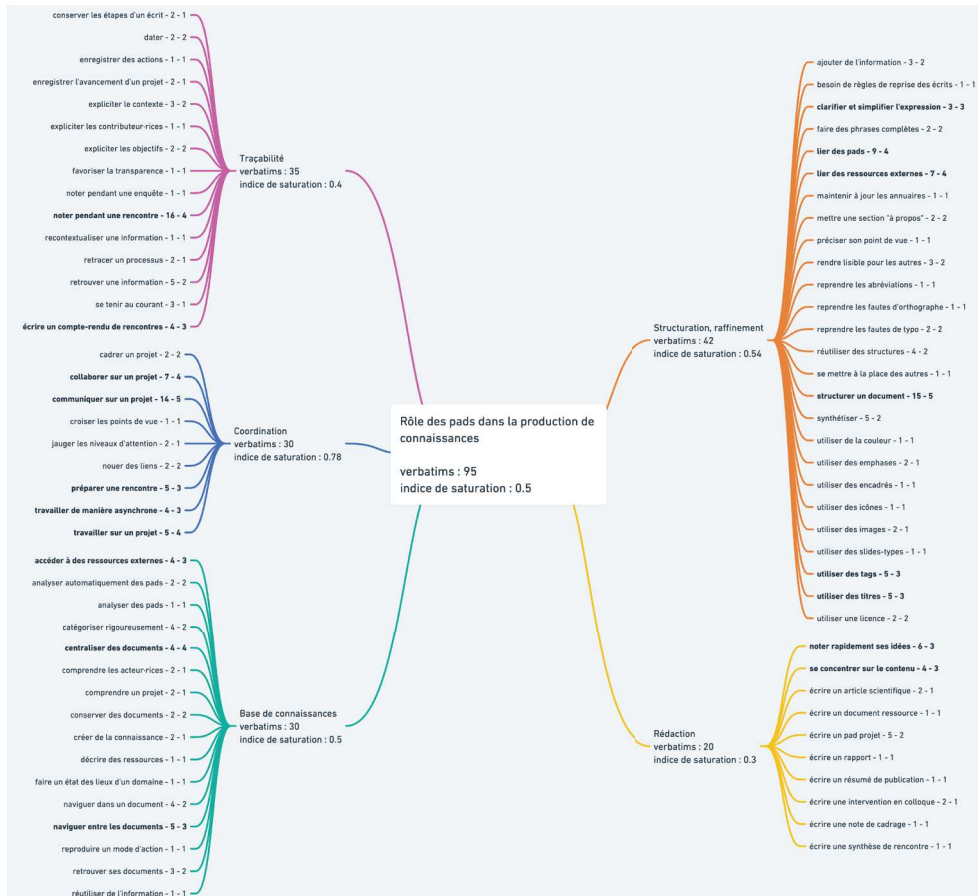 conserver les étapes d'un écrit - 2 - 1
dater - 2 - 2
enregistrer des actions - 1 - 1
enregistrer l'avancement d'un projet - 2 - 1
expliciter le contexte - 3 - 2
expliciter les contributeur·rices - 1 - 1
expliciter les objectifs - 2 - 2
favoriser la transparence - 1 - 1
noter pendant une enquête - 1 - 1
noter pendant une rencontre - 16 - 4
recontextualiser une information - 1 - 1
retracer un processus - 2 - 1
retrouver une information - 5 - 2
se tenir au courant - 3 - 1
écrire un compte-rendu de rencontres - 4 - 3
Traçabilité
verbatims : 35
indice de saturation : 0.4
cadrer un projet - 2 - 2
collaborer sur un projet - 7 - 4
communiquer sur un projet - 14 - 5
croiser les points de vue - 1 - 1
jauger les niveaux d'attention - 2 - 1
nouer des liens - 2 - 2
préparer une rencontre - 5 - 3
travailler de manière asynchrone - 4 - 3
travailler sur un projet - 5 - 4
Coordination
verbatims : 30
indice de saturation : 0.78
accéder à des ressources externes - 4 - 3
analyser automatiquement des pads - 2 - 2
analyser des pads - 1 - 1
catégoriser rigoureusement - 4 - 2
centraliser des documents - 4 - 4
comprendre les acteur·rices - 2 - 1
comprendre un projet - 2 - 1
conserver des documents - 2 - 2
créer de la connaissance - 2 - 1
décrire des ressources - 1 - 1
faire un état des lieux d'un domaine - 1 - 1
naviguer dans un document - 4 - 2
naviguer entre les documents - 5 - 3
reproduire un mode d'action - 1 - 1
retrouver ses documents - 3 - 2
réutiliser de l'information - 1 - 1
Base de connaissances
verbatims : 30
indice de saturation : 0.5
Rôle des pads dans la production de
connaissances
verbatims : 95
indice de saturation : 0.5
Structuration, raffinement
verbatims : 42
indice de saturation : 0.54
ajouter de l'information - 3 - 2
besoin de règles de reprise des écrits - 1 - 1
clarifier et simplifier l'expression - 3 - 3
faire des phrases complètes - 2 - 2
lier des pads - 9 - 4
lier des ressources externes - 7 - 4
maintenir à jour les annuaires - 1 - 1
mettre une section "à propos" - 2 - 2
préciser son point de vue - 1 - 1
rendre lisible pour les autres - 3 - 2
reprendre les abréviations - 1 - 1
reprendre les fautes d'orthographe - 1 - 1
reprendre les fautes de typo - 2 - 2
réutiliser des structures - 4 - 2
se mettre à la place des autres - 1 - 1
structurer un document - 15 - 5
synthétiser - 5 - 2
utiliser de la couleur - 1 - 1
utiliser des emphases - 2 - 1
utiliser des encadrés - 1 - 1
utiliser des icônes - 1 - 1
utiliser des images - 2 - 1
utiliser des slides-types - 1 - 1
utiliser des tags - 5 - 3
utiliser des titres - 5 - 3
utiliser une licence - 2 - 2
Rédaction
verbatims : 20
indice de saturation : 0.3
noter rapidement ses idées - 6 - 3
se concentrer sur le contenu - 4 - 3
écrire un article scientifique - 2 - 1
écrire un document ressource - 1 - 1
écrire un pad projet - 5 - 2
écrire un rapport - 1 - 1
écrire un résumé de publication - 1 - 1
écrire une intervention en colloque - 2 - 1
écrire une note de cadrage - 1 - 1
écrire une synthèse de rencontre - 1 - 1